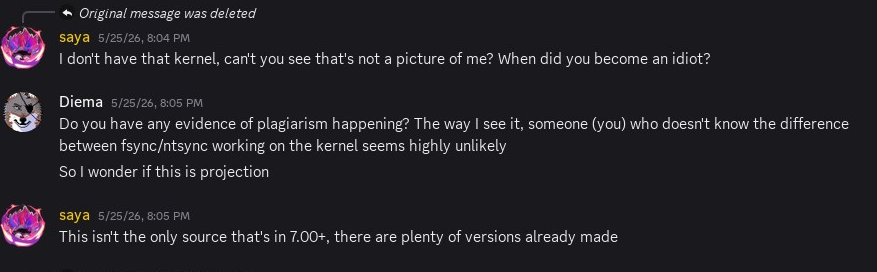 Original message was deleted
saya 5/25/26, 8:04 PM
I don't have that kernel, can't you see that's not a picture of me? When did you become an idiot?
Diema 5/25/26, 8:05 PM
Do you have any evidence of plagiarism happening? The way I see it, someone (you) who doesn't know the difference
between fsync/ntsync working on the kernel seems highly unlikely
So I wonder if this is projection
saya 5/25/26, 8:05 PM
This isn't the only source that's in 7.00+, there are plenty of versions already made